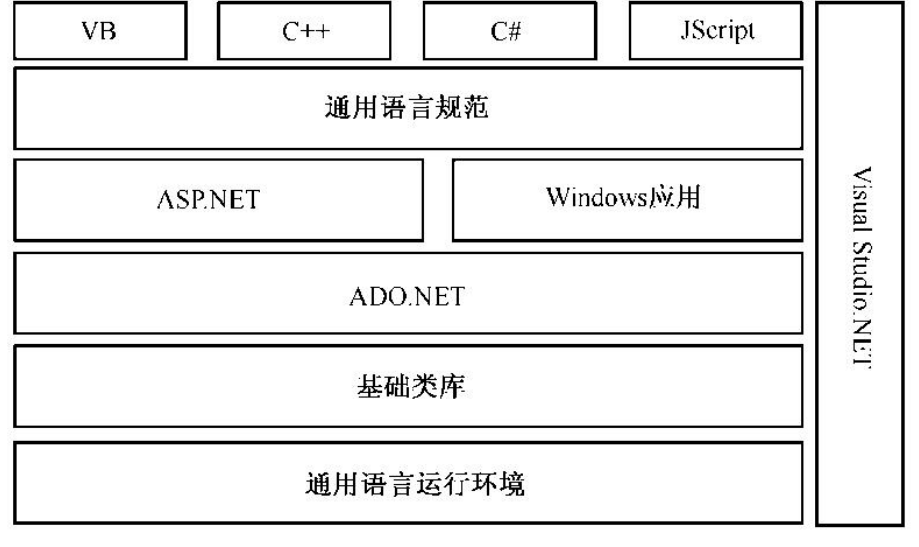 VB
C++
C#
JScript
通用语言规范
ASP.NET
Windows应用
ADO.NET
基础类库
通用语言运行环境
Visual Studio.NET